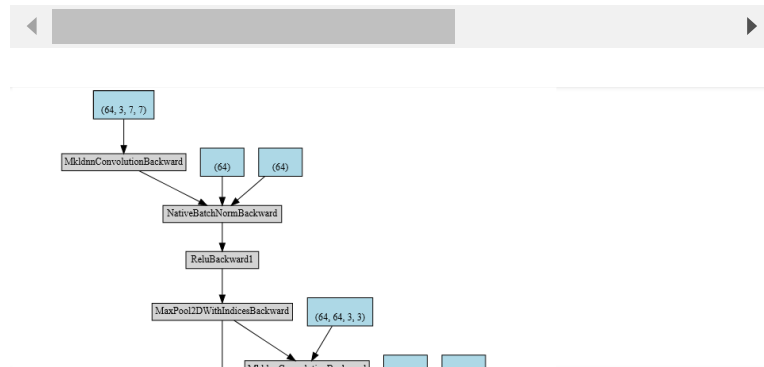 (64, 3, 7, 7)
MkldnnConvolutionBackward
(64)
(64)
NativeBatchNormBackward
ReluBackward1
MaxPool2DWithIndicesBackward
(64, 64, 3, 3)